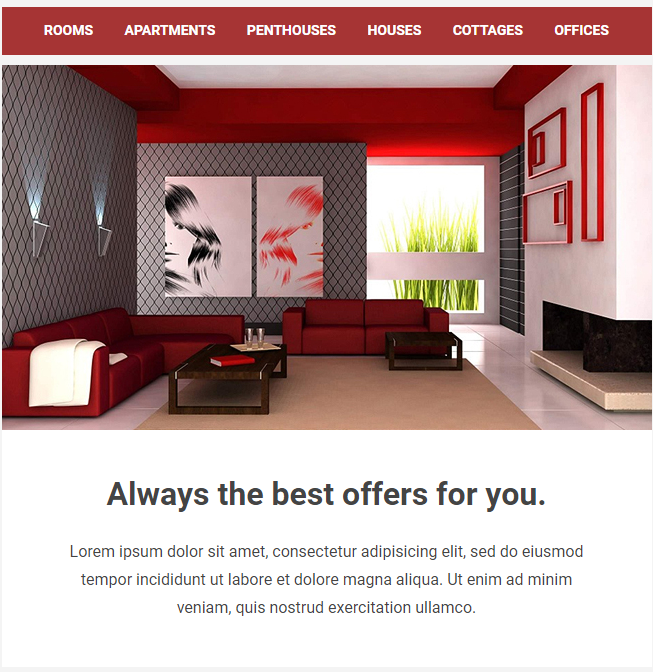 ROOMS APARTMENTS PENTHOUSES HOUSES COTTAGES OFFICES
Always the best offers for you.
Lorem ipsum dolor sit amet, consectetur adipisicing elit, sed do eiusmod
tempor incididunt ut labore et dolore magna aliqua. Ut enim ad minim
veniam, quis nostrud exercitation ullamco.